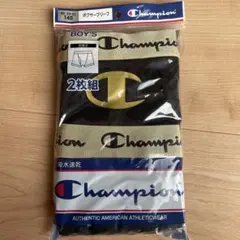 140
ボクサーブリーフ
Champion
BOY'S
2枚組
Champion
吸水速乾
Champion
AUTHENTIC AMERICAN ATHLETICWEAR